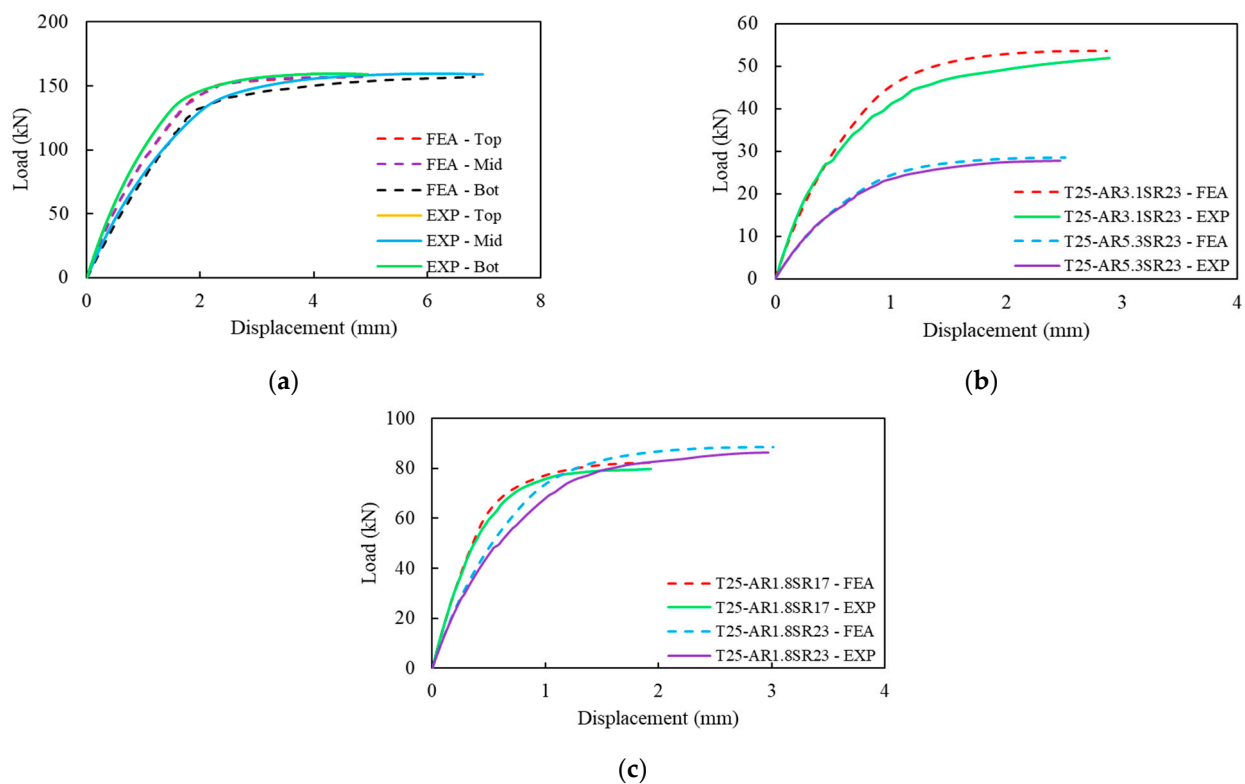 200
150
100
50
0
Load (kN)
FEA - Top
FEA - Mid
FEA - Bot
EXP - Top
EXP - Mid
EXP - Bot
0 2 4 6 8
Displacement (mm)
(a)
60
50
40
30
20
10
0
Load (kN)
T25-AR3.1SR23 - FEA
T25-AR3.1SR23 - EXP
T25-AR5.3SR23 - FEA
T25-AR5.3SR23 - EXP
0 1 2 3 4
Displacement (mm)
(b)
100
80
60
40
20
0
Load (kN)
T25-AR1.8SR17 - FEA
T25-AR1.8SR17 - EXP
T25-AR1.8SR23 - FEA
T25-AR1.8SR23 - EXP
0 1 2 3 4
Displacement (mm)
(c)